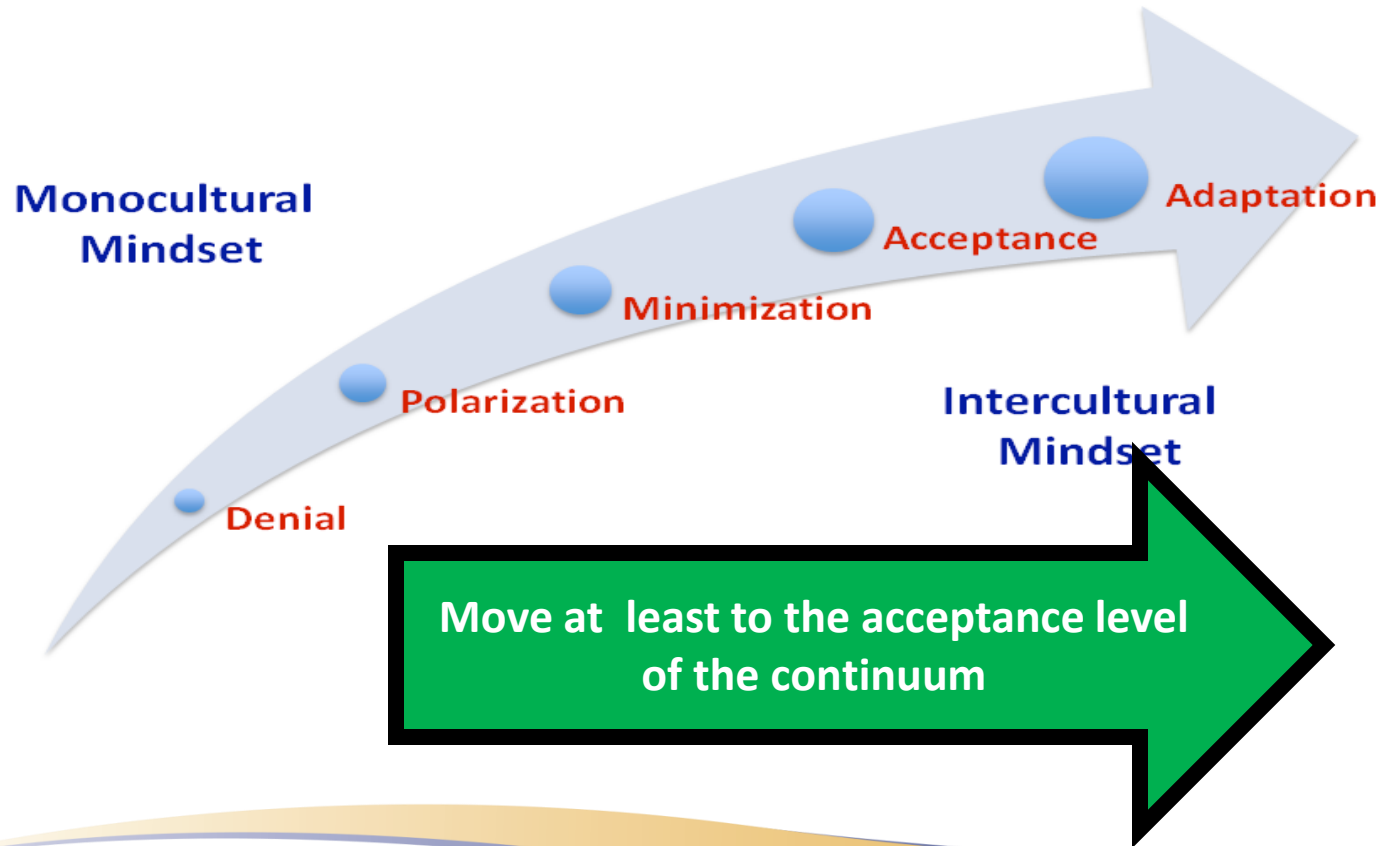 Monocultural
Mindset
Adaptation
Acceptance
Minimization
Polarization
Denial
Intercultural
Mindset
Move at  least to the acceptance level
of the continuum